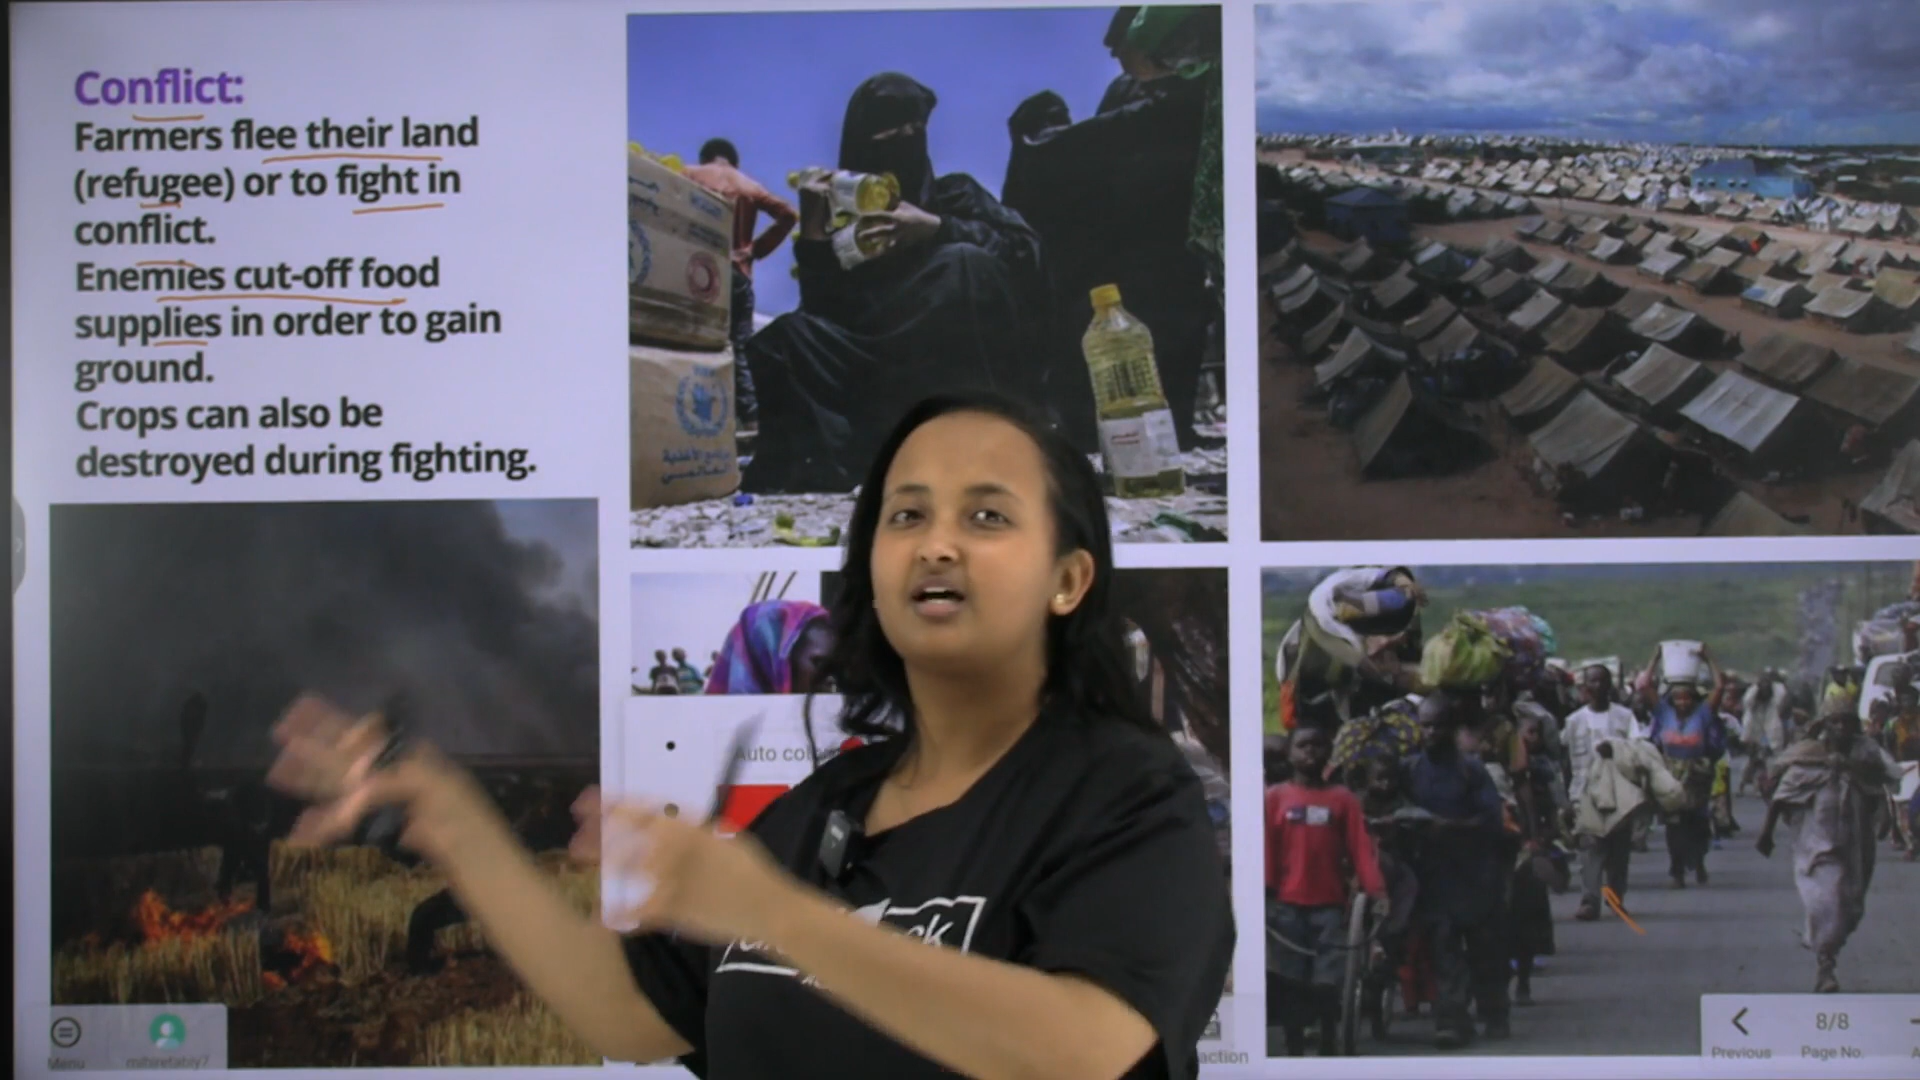 Conflict:
Farmers flee their land
(refugee) or to fight in
conflict.
Enemies cut-off food
supplies in order to gain
ground.
Crops can also be
destroyed during fighting.
Auto
Menu
8/8
Previous
Page No.